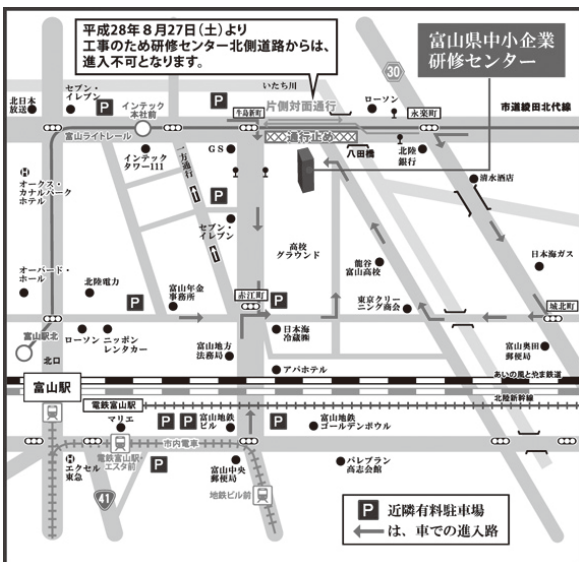 平成28年8月27日(土)より
工事のため研修センター北側道路からは、
進入不可となります。
富山県中小企業
研修センター
30
いたち川
片側対面通行
ローソン
市道綾田北代線
北日本
放送
セブン・
イレブン
P
インテック
本社前
P
牛島新町
永楽町
富山ライトレール
通行止め
八田橋
北陸
銀行
インテック
タワー111
一方通行
GS
清水酒店
H
オークス・
カナルパーク
ホテル
P
セブン・
イレブン
高校
グラウンド
龍谷
富山高校
日本海ガス
オーバード・
ホール
北陸電力
P
富山年金
事務所
赤江町
P
東京クリー
ニング商会
城北町
富山駅北
ローソン
ニッポン
レンタカー
富山地方
法務局
日本海
冷蔵㈱
富山奥田
郵便局
北口
アパホテル
あいの風とやま鉄道
富山駅
北陸新幹線
電鉄富山駅
マリエ
P
P
富山地鉄
ビル
P
富山地鉄
ゴールデンボウル
市内電車
電鉄富山駅・
エスタ前
H
エクセル
東急
P
富山中央
郵便局
パレブラン
高志会館
41
地鉄ビル前
P 近隣有料駐車場
は、車での進入路